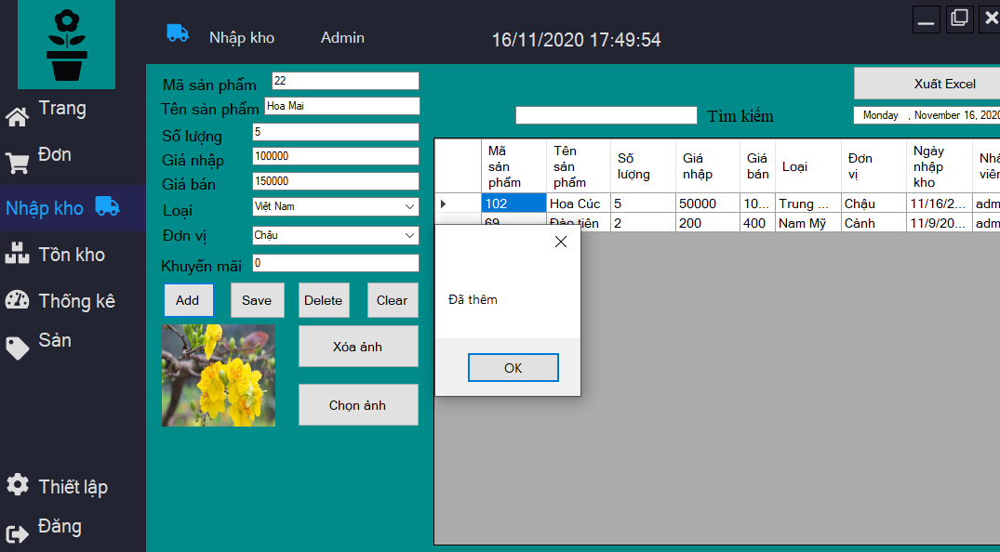 Nhập kho
Admin
16/11/2020 17:49:54
Trang
Đơn
Nhập kho
Tồn kho
Thống kê
Sản
Thiết lập
Đăng
Mã sản phẩm
22
Tên sản phẩm
Hoa Mai
Số lượng
5
Giá nhập
100000
Giá bán
150000
Loại
Việt Nam
Đơn vị
Chậu
Khuyến mãi
0
Add
Save
Delete
Clear
Xóa ảnh
Chọn ảnh
Tìm kiếm
Xuất Excel
Monday , November 16, 2020
Mã sản phẩm
Tên sản phẩm
Số lượng
Giá nhập
Giá bán
Loại
Đơn vị
Ngày nhập kho
Nhâ viên
102 Hoa Cúc 5 50000 10... Trung ... Chậu 11/16/2... adm
69 Đào tiên 2 200 400 Nam Mỹ Cành 11/9/20... adm
Đã thêm
OK